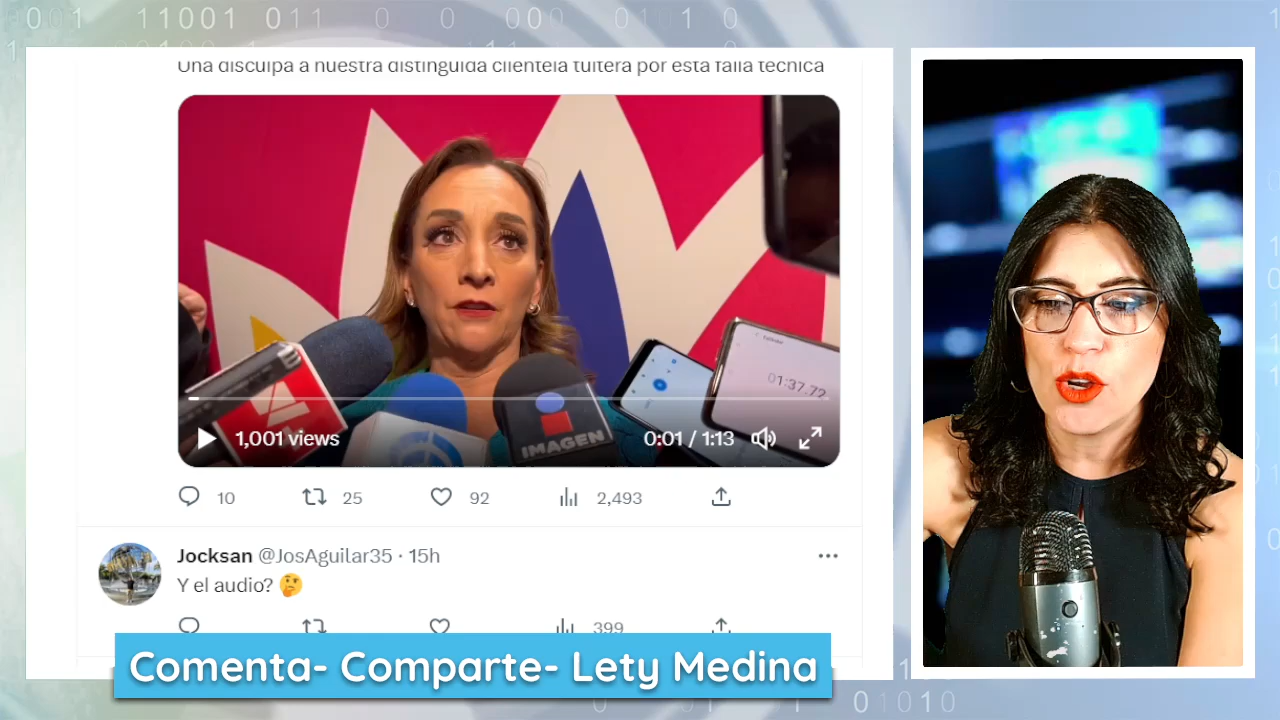 Una disculpa a nuestra distinguida clientela tuitera por esta falla técnica
01:37.72
IMAGEN
1,001 views
0:01 / 1:13
10 25 92 2,493
Jocksan @JosAguilar35 · 15h
Y el audio? 🤔
399
Comenta- Comparte- Lety Medina